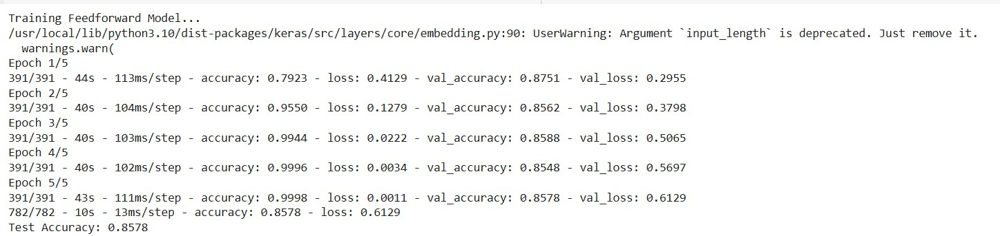 Training Feedforward Model...
/usr/local/lib/python3.10/dist-packages/keras/src/layers/core/embedding.py:90: UserWarning: Argument `input_length` is deprecated. Just remove it.
  warnings.warn(
Epoch 1/5
391/391 - 44s - 113ms/step - accuracy: 0.7923 - loss: 0.4129 - val_accuracy: 0.8751 - val_loss: 0.2955
Epoch 2/5
391/391 - 40s - 104ms/step - accuracy: 0.9550 - loss: 0.1279 - val_accuracy: 0.8562 - val_loss: 0.3798
Epoch 3/5
391/391 - 40s - 103ms/step - accuracy: 0.9944 - loss: 0.0222 - val_accuracy: 0.8588 - val_loss: 0.5065
Epoch 4/5
391/391 - 40s - 102ms/step - accuracy: 0.9996 - loss: 0.0034 - val_accuracy: 0.8548 - val_loss: 0.5697
Epoch 5/5
391/391 - 43s - 111ms/step - accuracy: 0.9998 - loss: 0.0011 - val_accuracy: 0.8578 - val_loss: 0.6129
782/782 - 10s - 13ms/step - accuracy: 0.8578 - loss: 0.6129
Test Accuracy: 0.8578